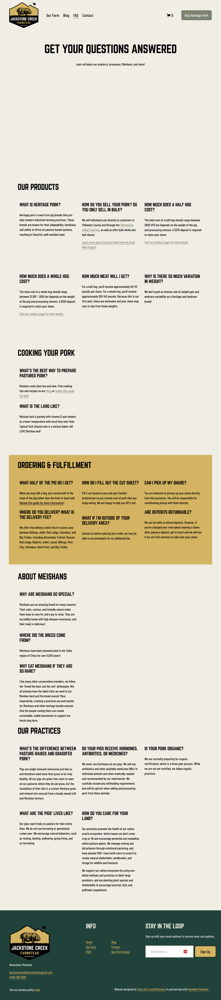 JACKSTONE CREEK
FARMSTEAD
STILLWATER VALLEY
Our Farm Blog FAQ Contact
0
Buy Heritage Pork
GET YOUR QUESTIONS ANSWERED
Learn all about our products, processes, Meishans, and more!
OUR PRODUCTS
WHAT IS HERITAGE PORK?
Heritage pork is meat from pig breeds that pre-
date modern industrial farming practices. These
breeds are known for their adaptability, hardiness,
and ability to thrive on pasture-based systems,
resulting in flavorful, well-marbled meat.
HOW DO YOU SELL YOUR PORK? DO
YOU ONLY SELL IN BULK?
We sell individual cuts directly to customers in
Stillwater County and through the Yellowstone
Valley Food Hub, as well as offer bulk whole and
half shares.
Learn more about buying in bulk from the Good
Meat Project.
HOW MUCH DOES A HALF HOG
COST?
The total cost of a half hog should range between
$600-875 but depends on the weight of the pig
and processing choices. A $275 deposit is required
to claim your share.
Visit our product page for more details.
HOW MUCH DOES A WHOLE HOG
COST?
The total cost of a whole hog should range
between $1,100 - 1,650 but depends on the weight
of the pig and processing choices. A $550 deposit
is required to claim your share.
Visit our product page for more details.
HOW MUCH MEAT WILL I GET?
For a half hog, you'll receive approximately 50-70
pounds per share. For a whole hog, you'll receive
approximately 100-140 pounds. Because this is our
first year, these are estimates and your share may
vary in size from these weights.
WHY IS THERE SO MUCH VARIATION
IN WEIGHT?
We don't push an intense rate of weight gain and
embrace variability as a heritage and landrace
breed!
COOKING YOUR PORK
WHAT'S THE BEST WAY TO PREPARE
PASTURED PORK?
Meishan cooks best low and slow. Find cooking
tips and recipes on our blog, or review this guide
for tips!
WHAT IS THE LARD LIKE?
Meishan lard is packed with vitamin D and renders
at a lower temperature with much less odor than
'typical' lard. Anyone who is a serious baker will
LOVE Meishan lard!
ORDERING & FULFILLMENT
WHAT HALF OF THE PIG DO I GET?
When you buy half a hog, you receive half of the
meat of the pig rather than the front or back half.
Review this guide for more information!
WHERE DO YOU DELIVER? WHAT IS
THE DELIVERY FEE?
We offer free delivery within the tri-county area
between Billings, Joliet, Red Lodge, Columbus, and
Big Timber, including Absarokee, Fishtail, Roscoe,
Red Lodge, Roberts, Joliet, Laurel, Billings, Park
City, Columbus, Reed Point, and Big Timber.
HOW DO I FILL OUT THE CUT SHEET?
Fill it out based on you and your family's
preferences so you receive cuts of pork that you
enjoy eating. We are happy to help you fill it out!
WHAT IF I'M OUTSIDE OF YOUR
DELIVERY AREA?
Contact us before placing your order; we may be
able to accommodate for an additional fee.
CAN I PICK UP MY SHARE?
You are welcome to pickup up your share directly
from the processor. You will be responsible for
coordinating pickup with them directly.
ARE DEPOSITS REFUNDABLE?
We are not able to refund deposits. However, if
you've changed your mind about wanting a share
after paying a deposit, get in touch and we will see
if we can find someone to take over your share.
ABOUT MEISHANS
WHY ARE MEISHANS SO SPECIAL?
Meishans are an amazing breed for many reasons!
Their calm, curious, and friendly nature make
them easy to care for and a joy to raise. They are
incredibly hardy with high disease-resistance, and
their meat is delicious!
WHERE DID THE BREED COME
FROM?
Meishans have been domesticated in the Taihu
region of China for over 5,000 years!
WHY EAT MEISHANS IF THEY ARE
SO RARE?
Like many other conservation breeders, we follow
the "breed the best, eat the rest" philosophy. Not
all animals have the ideal traits we want in our
Meishan herd and the breed overall. More
importantly, creating a practical use and market
for Meishans and other heritage breeds ensures
that the people raising them can create
sustainable, stable businesses to support our
herds long term.
OUR PRACTICES
WHAT'S THE DIFFERENCE BETWEEN
PASTURE-RAISED AND GRASSFED
PORK?
Pigs are single-stomach omnivores just like us,
and therefore need more than grass to be truly
healthy. All our pigs are given free room to roam
on our pastures where they do eat grass, but the
foundation of their diet is a custom Montana grain
and mineral mix sourced from a locally owned mill
and Montana farmers.
DO YOUR PIGS RECEIVE HORMONES,
ANTIBIOTICS, OR MEDICINES?
We never use hormones on our pigs. We will use
antibiotics and other available medicines ONLY in
individual animals and when medically needed
and recommended by our veterinarian. We
carefully exceed any withholding requirements
and will be upfront when selling and processing
pork from these animals.
IS YOUR PORK ORGANIC?
We are currently preparing for organic
certification, which is a three year process. While
we are not yet certified, we follow organic
practices.
WHAT ARE THE PIGS' LIVES LIKE?
Our pigs roam freely on pasture for their entire
lives. We do not use farrowing or gestational
crates ever. We encourage natural behaviors, such
as rooting, nesting, wallowing, group living, and
co-farrowing.
HOW DO YOU CARE FOR YOUR
LAND?
Our practices promote the health of our native
prairie ecosystem, which means we don't cover
crop or till and encourage perennial and reseeding
native pasture plants. We manage rooting and
disturbance through rotational pasturing, and
have planted 300+ trees (with more to come!) to
create natural shelterbelts, windbreaks, and
forage for wildlife and livestock.
We support our native ecosystem by using non-
lethal methods and practices to deter large
predators, and are planting plant species and
shelterbelts to encourage local bat, bird, and
pollinator populations.
JACKSTONE CREEK
FARMSTEAD
STILLWATER VALLEY
Absarokee, Montana
jackstonecreekfarmstead@gmail.com
(406) 298-5882
See our privacy policy here.
INFO
Home
Our Farm
FAQs
Blog
Contact
Buy Pork Shares
STAY IN THE LOOP
Sign up with your email address to receive news and updates.
Email Address
Sign Up
Website designed by Taste the Local Difference in partnership with Abundant Montana.